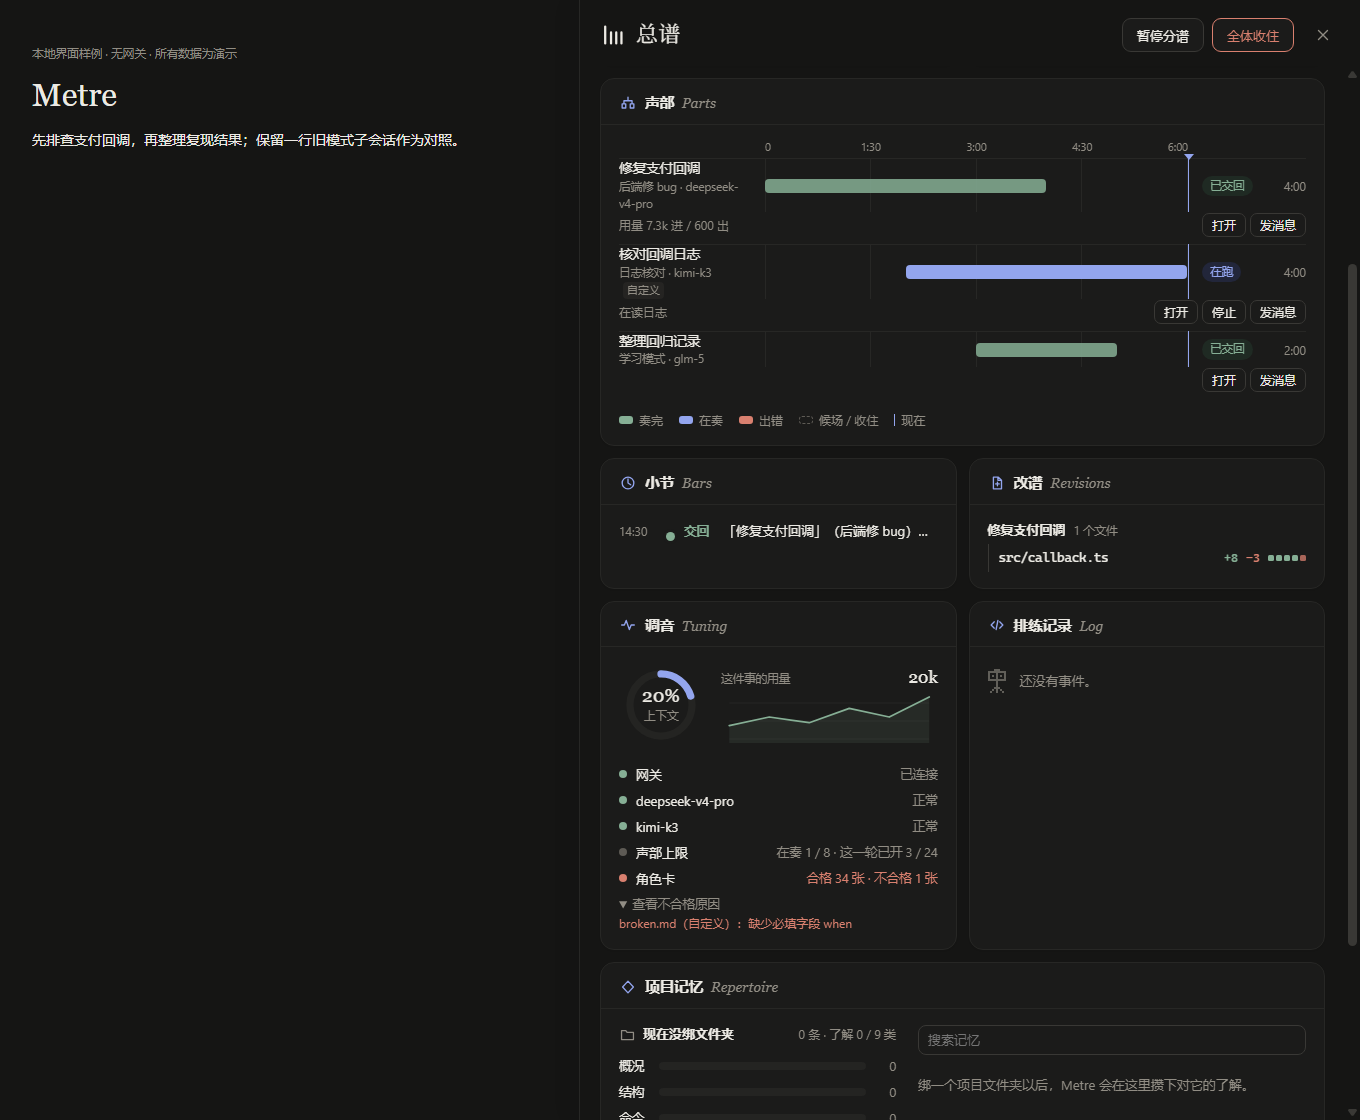 本地界面样例 · 无网关 · 所有数据为演示
Metre
先排查支付回调，再整理复现结果；保留一行旧模式子会话作为对照。
总谱
暂停分谱
全体收住
声部 Parts
0 1:30 3:00 4:30 6:00
修复支付回调
后端修 bug · deepseek-
v4-pro
已交回 4:00
用量 7.3k 进 / 600 出
打开 发消息
核对回调日志
日志核对 · kimi-k3
自定义
在跑 4:00
在读日志
打开 停止 发消息
整理回归记录
学习模式 · glm-5
已交回 2:00
打开 发消息
奏完 在奏 出错 候场 / 收住 现在
小节 Bars
14:30 交回 「修复支付回调」（后端修 bug）...
改谱 Revisions
修复支付回调 1 个文件
src/callback.ts +8 −3
调音 Tuning
20%
上下文
这件事的用量 20k
网关 已连接
deepseek-v4-pro 正常
kimi-k3 正常
声部上限 在奏 1 / 8 · 这一轮已开 3 / 24
角色卡 合格 34 张 · 不合格 1 张
▼ 查看不合格原因
broken.md（自定义）：缺少必填字段 when
排练记录 Log
还没有事件。
项目记忆 Repertoire
现在没绑文件夹 0 条 · 了解 0 / 9 类
概况 0
结构 0
命令 0
搜索记忆
绑一个项目文件夹以后，Metre 会在这里攒下对它的了解。